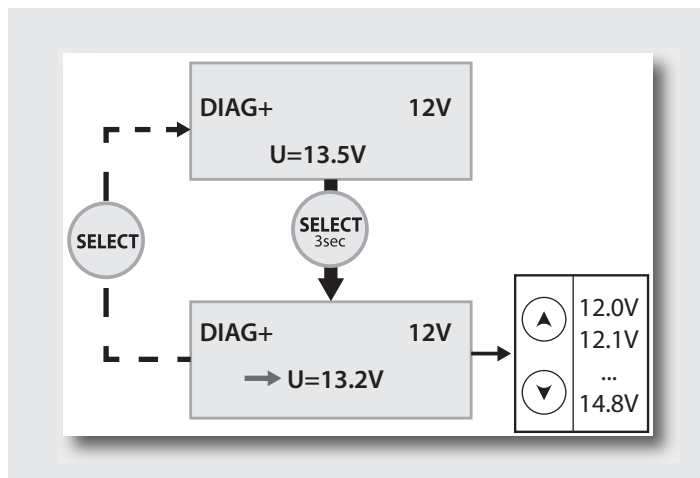 DIAG+ 12V
U=13.5V
SELECT
SELECT
3sec
DIAG+ 12V
U=13.2V
12.0V
12.1V
...
14.8V